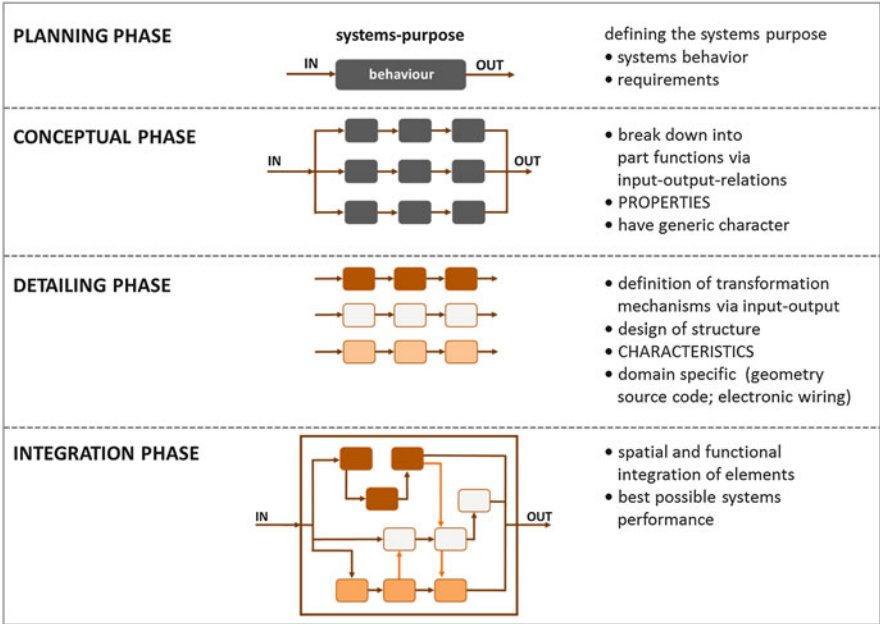 PLANNING PHASE
systems-purpose
IN
behaviour
OUT
defining the systems purpose
• systems behavior
• requirements
CONCEPTUAL PHASE
IN
OUT
• break down into
part functions via
input-output-relations
• PROPERTIES
• have generic character
DETAILING PHASE
• definition of transformation
mechanisms via input-output
• design of structure
• CHARACTERISTICS
• domain specific (geometry
source code; electronic wiring)
INTEGRATION PHASE
IN
OUT
• spatial and functional
integration of elements
• best possible systems
performance